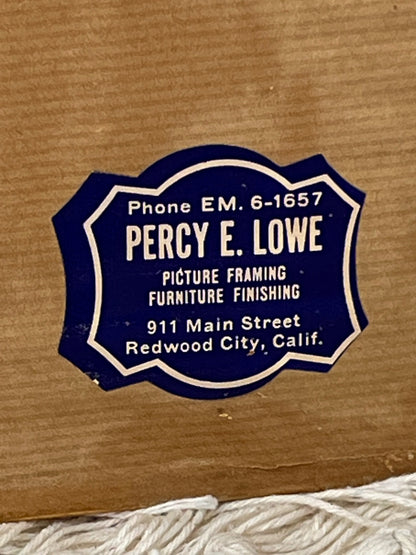 Phone EM. 6-1657
PERCY E. LOWE
PICTURE FRAMING
FURNITURE FINISHING
911 Main Street
Redwood City, Calif.